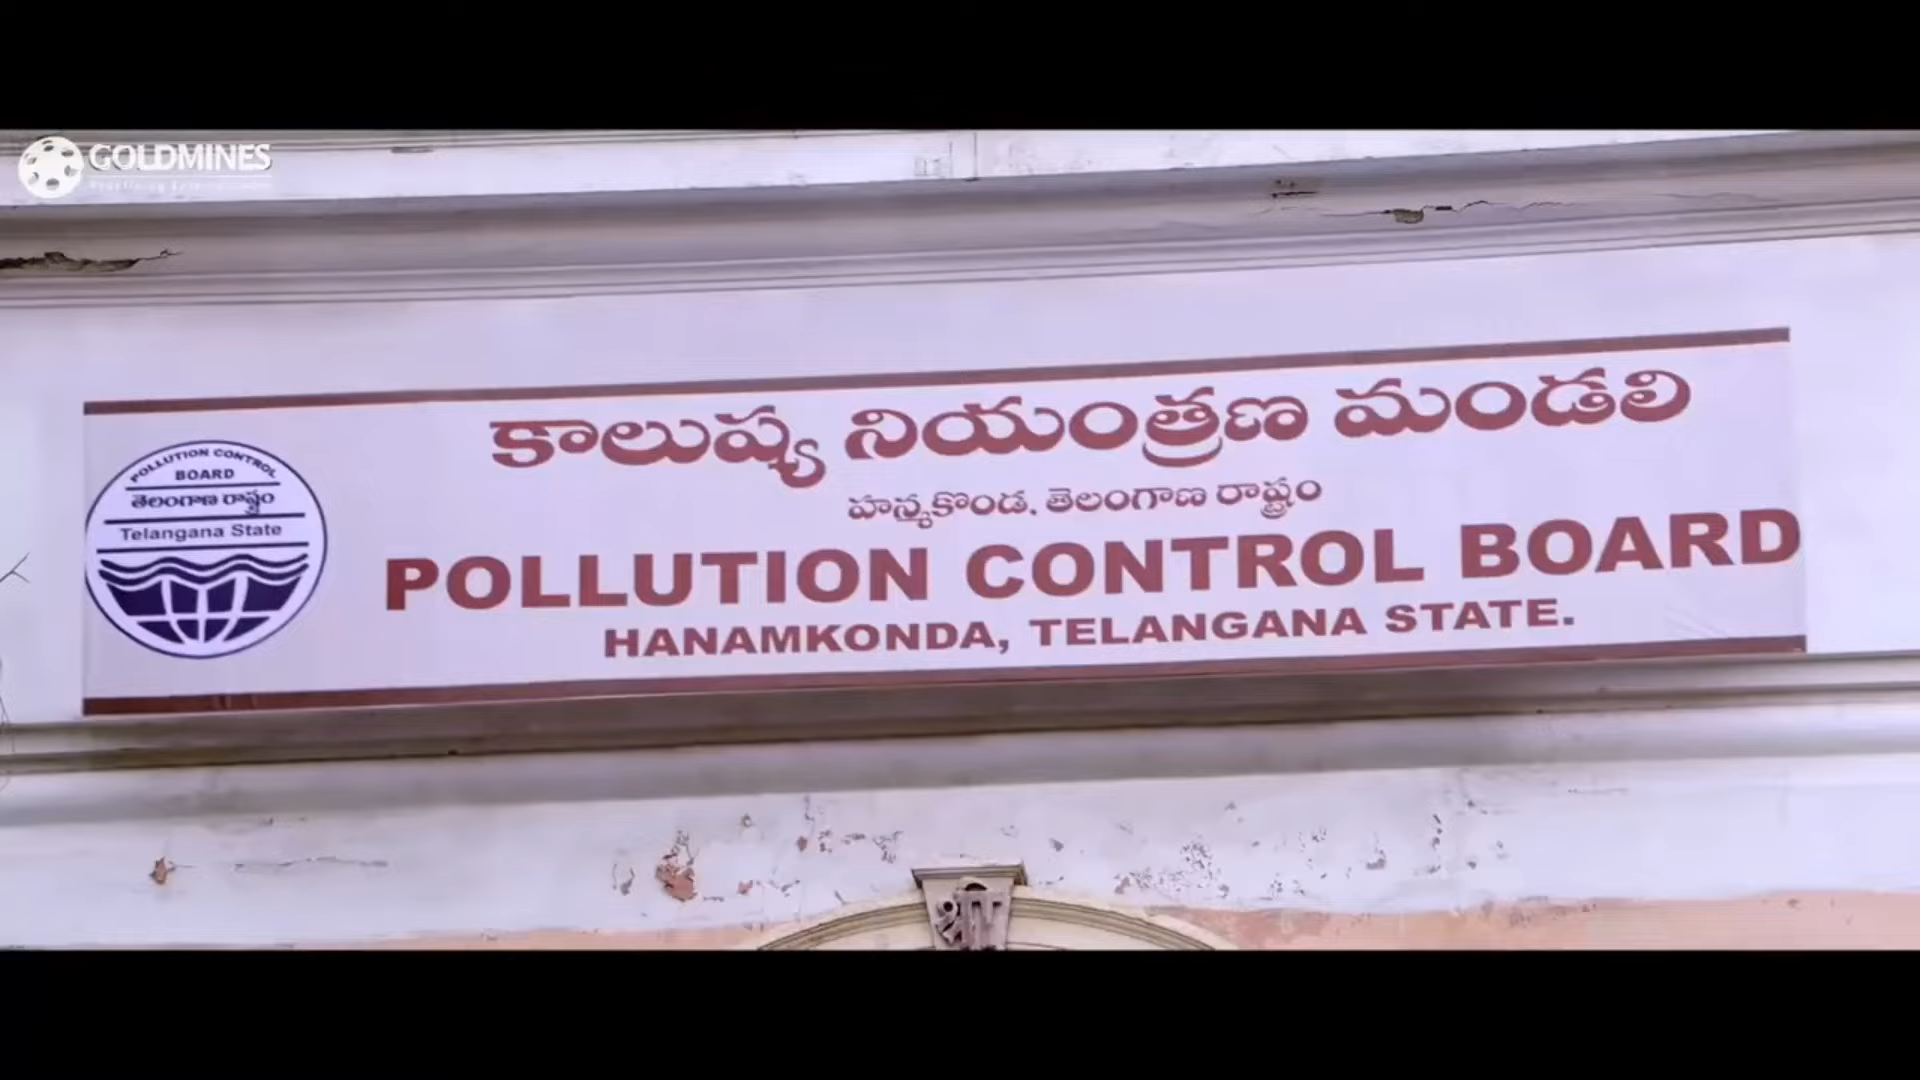 GOLDMINES
కాలుష్య నియంత్రణ మండలి
హన్మకొండ, తెలంగాణ రాష్ట్రం
POLLUTION CONTROL BOARD
HANAMKONDA, TELANGANA STATE.
POLLUTION CONTROL
BOARD
తెలంగాణ రాష్ట్రం
Telangana State